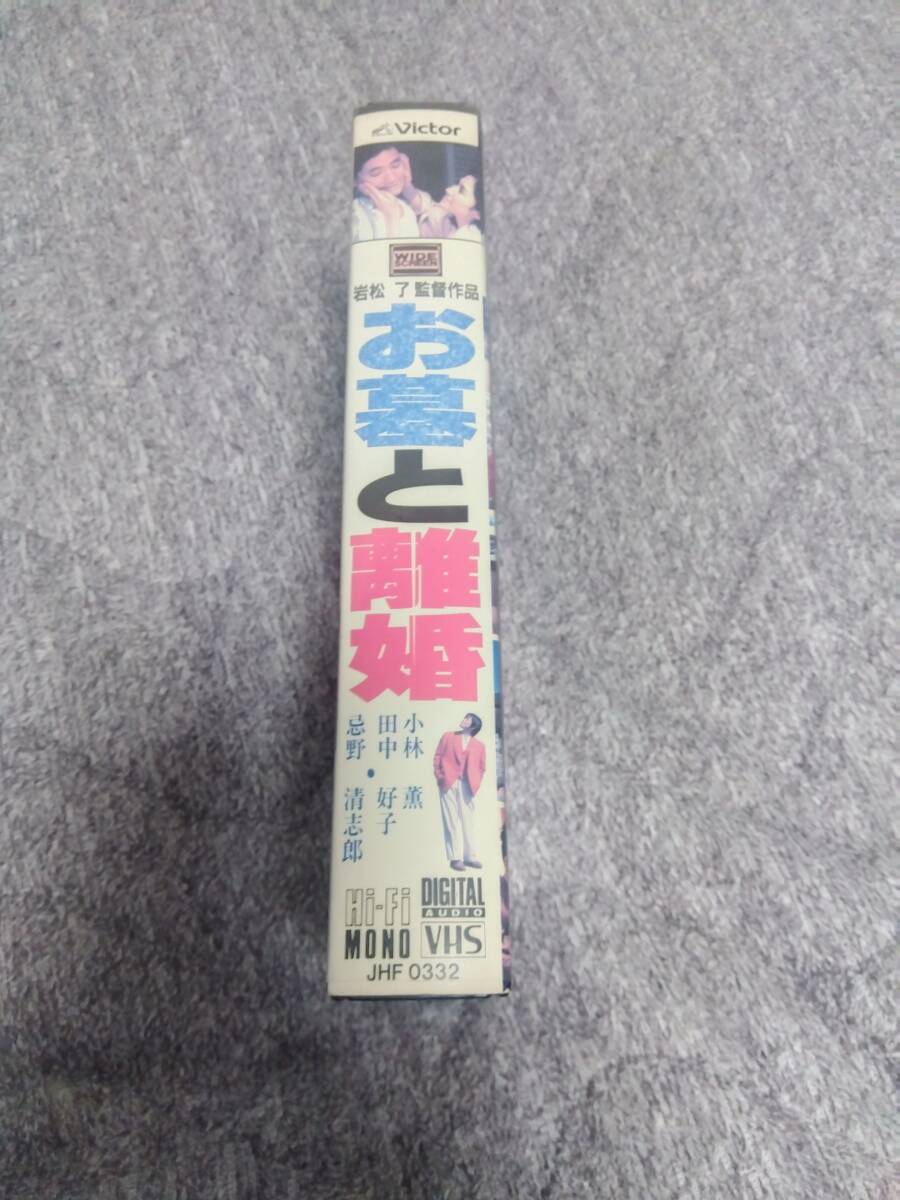 Victor
WIDE
SCREEN
岩松 了 監督作品
お墓と離婚
小林 薫
田中 好子
忌野・清志郎
Hi-Fi
MONO
DIGITAL
AUDIO
VHS
JHF 0332